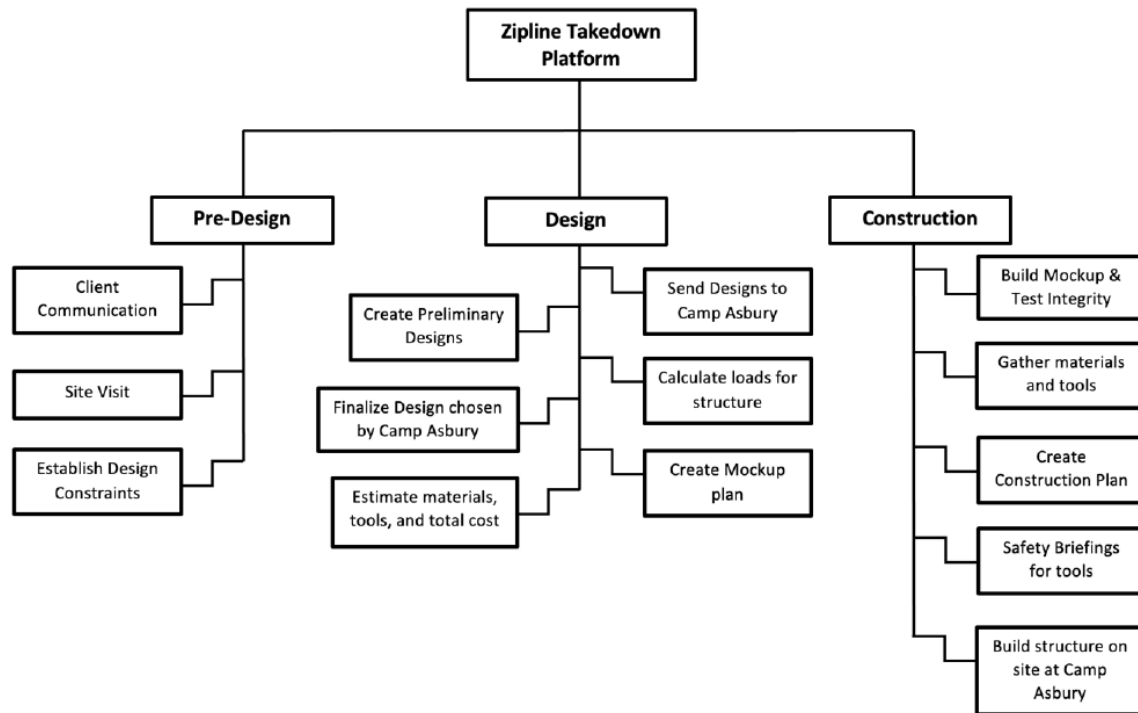 Zipline Takedown
Platform
Pre-Design
Design
Construction
Client
Communication
Site Visit
Establish Design
Constraints
Send Designs to
Camp Asbury
Create Preliminary
Designs
Calculate loads for
structure
Finalize Design chosen
by Camp Asbury
Create Mockup
plan
Estimate materials,
tools, and total cost
Build Mockup &
Test Integrity
Gather materials
and tools
Create
Construction Plan
Safety Briefings
for tools
Build structure on
site at Camp
Asbury